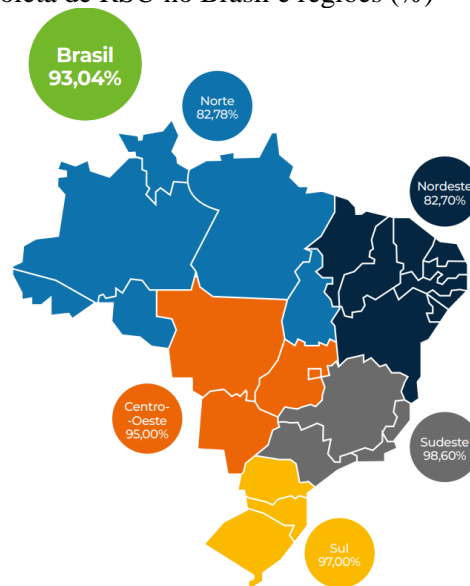 oleta de RSU no Brasil e regiões (%)
Brasil
93,04%
Norte
82,78%
Nordeste
82,70%
Centro-
-Oeste
95,00%
Sudeste
98,60%
Sul
97,00%